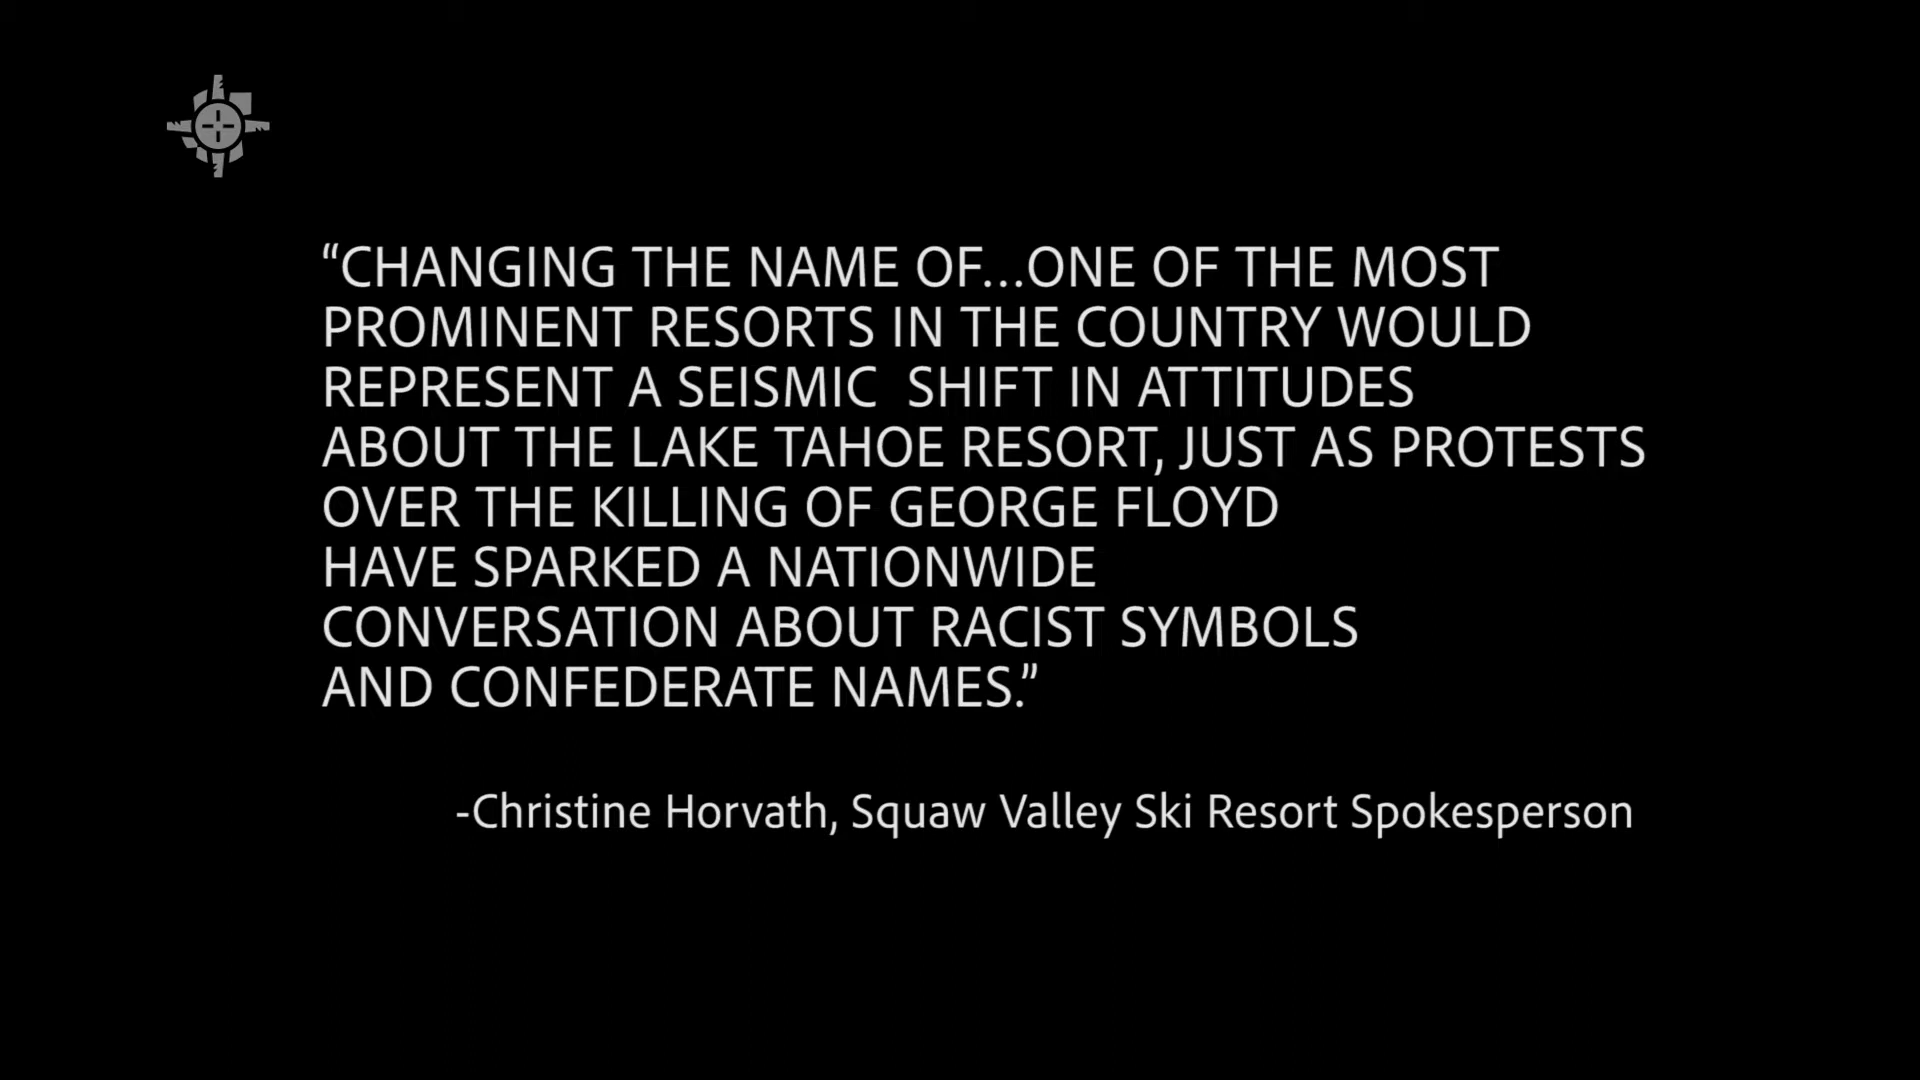 “CHANGING THE NAME OF...ONE OF THE MOST
PROMINENT RESORTS IN THE COUNTRY WOULD
REPRESENT A SEISMIC  SHIFT IN ATTITUDES
ABOUT THE LAKE TAHOE RESORT, JUST AS PROTESTS
OVER THE KILLING OF GEORGE FLOYD
HAVE SPARKED A NATIONWIDE
CONVERSATION ABOUT RACIST SYMBOLS
AND CONFEDERATE NAMES.”
-Christine Horvath, Squaw Valley Ski Resort Spokesperson